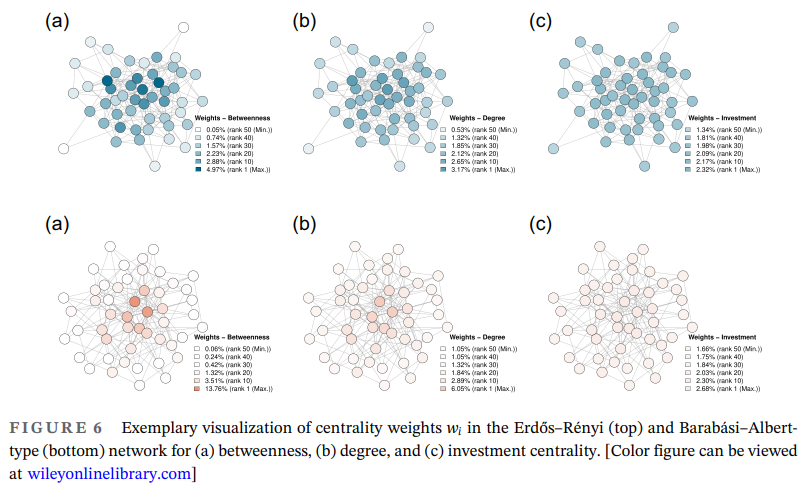 (a)
(b)
(c)
Weights – Betweenness
0.05% (rank 50 (Min.))
0.74% (rank 40)
1.57% (rank 30)
2.23% (rank 20)
2.88% (rank 10)
4.97% (rank 1 (Max.))
Weights – Degree
0.53% (rank 50 (Min.))
1.32% (rank 40)
1.85% (rank 30)
2.12% (rank 20)
2.65% (rank 10)
3.17% (rank 1 (Max.))
Weights – Investment
1.34% (rank 50 (Min.))
1.81% (rank 40)
1.98% (rank 30)
2.09% (rank 20)
2.17% (rank 10)
2.32% (rank 1 (Max.))
(a)
(b)
(c)
Weights – Betweenness
0.06% (rank 50 (Min.))
0.24% (rank 40)
0.42% (rank 30)
1.32% (rank 20)
3.51% (rank 10)
13.76% (rank 1 (Max.))
Weights – Degree
1.05% (rank 50 (Min.))
1.05% (rank 40)
1.32% (rank 30)
1.84% (rank 20)
2.89% (rank 10)
6.05% (rank 1 (Max.))
Weights – Investment
1.66% (rank 50 (Min.))
1.75% (rank 40)
1.84% (rank 30)
2.03% (rank 20)
2.30% (rank 10)
2.68% (rank 1 (Max.))
FIGURE 6 Exemplary visualization of centrality weights wi in the Erdős–Rényi (top) and Barabási–Albert-
type (bottom) network for (a) betweenness, (b) degree, and (c) investment centrality. [Color figure can be viewed
at wileyonlinelibrary.com]